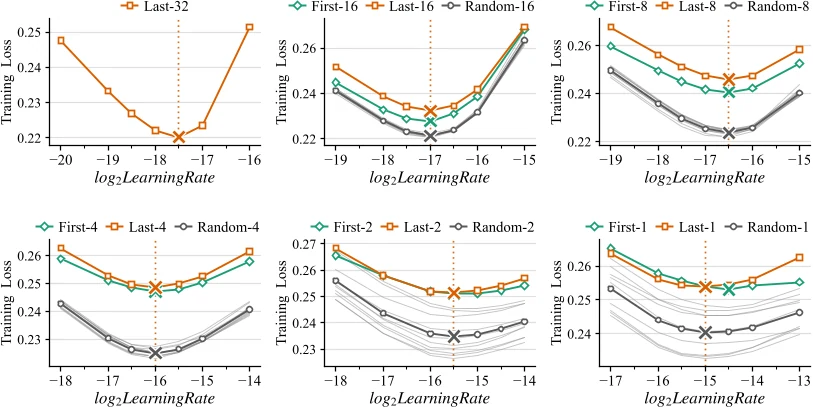 Last-32
Training Loss
0.25
0.24
0.23
0.22
−20 −19 −18 −17 −16
log2LearningRate
First-16 Last-16 Random-16
Training Loss
0.26
0.24
0.22
−19 −18 −17 −16 −15
log2LearningRate
First-8 Last-8 Random-8
Training Loss
0.26
0.24
0.22
−19 −18 −17 −16 −15
log2LearningRate
First-4 Last-4 Random-4
Training Loss
0.26
0.25
0.24
0.23
−18 −17 −16 −15 −14
log2LearningRate
First-2 Last-2 Random-2
Training Loss
0.27
0.26
0.25
0.24
0.23
−18 −17 −16 −15 −14
log2LearningRate
First-1 Last-1 Random-1
Training Loss
0.26
0.25
0.24
−17 −16 −15 −14 −13
log2LearningRate